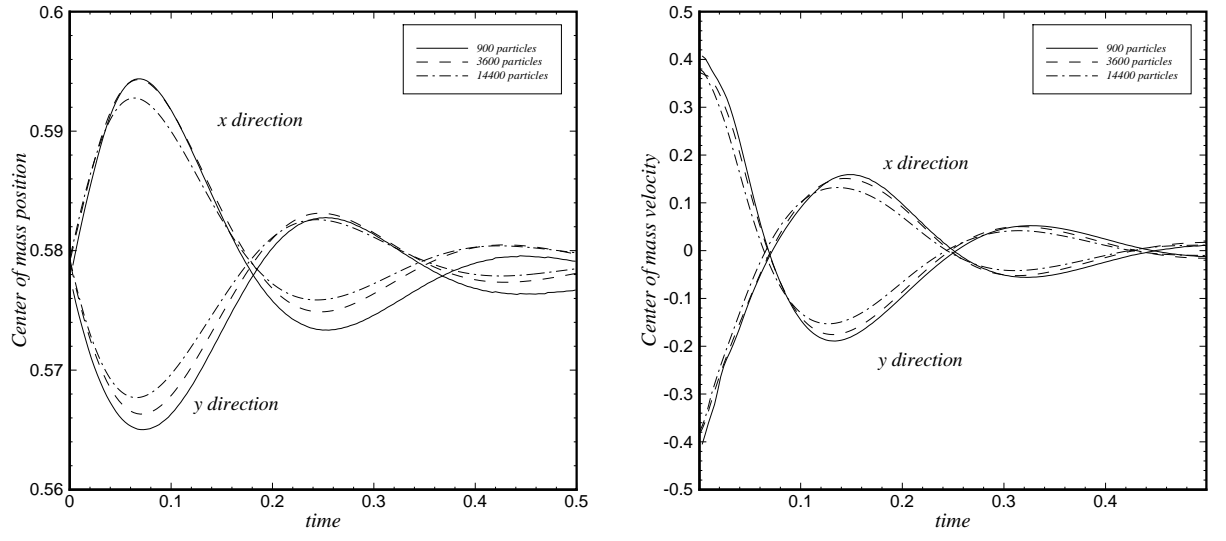 0.6
0.59
0.58
0.57
0.56
0
0.1
0.2
0.3
0.4
0.5
Center of mass position
time
900 particles
3600 particles
14400 particles
x direction
y direction
0.5
0.4
0.3
0.2
0.1
0
-0.1
-0.2
-0.3
-0.4
-0.5
0.1
0.2
0.3
0.4
0.5
Center of mass velocity
time
900 particles
3600 particles
14400 particles
x direction
y direction